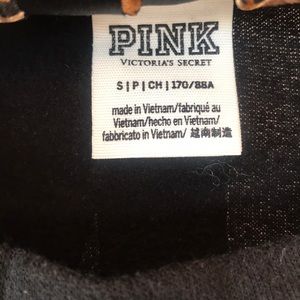 PINK
VICTORIA'S SECRET
S | P | CH | 170/88A
made in Vietnam/fabriqué au
Vietnam/hecho en Vietnam/
fabbricato in Vietnam/ 越南制造